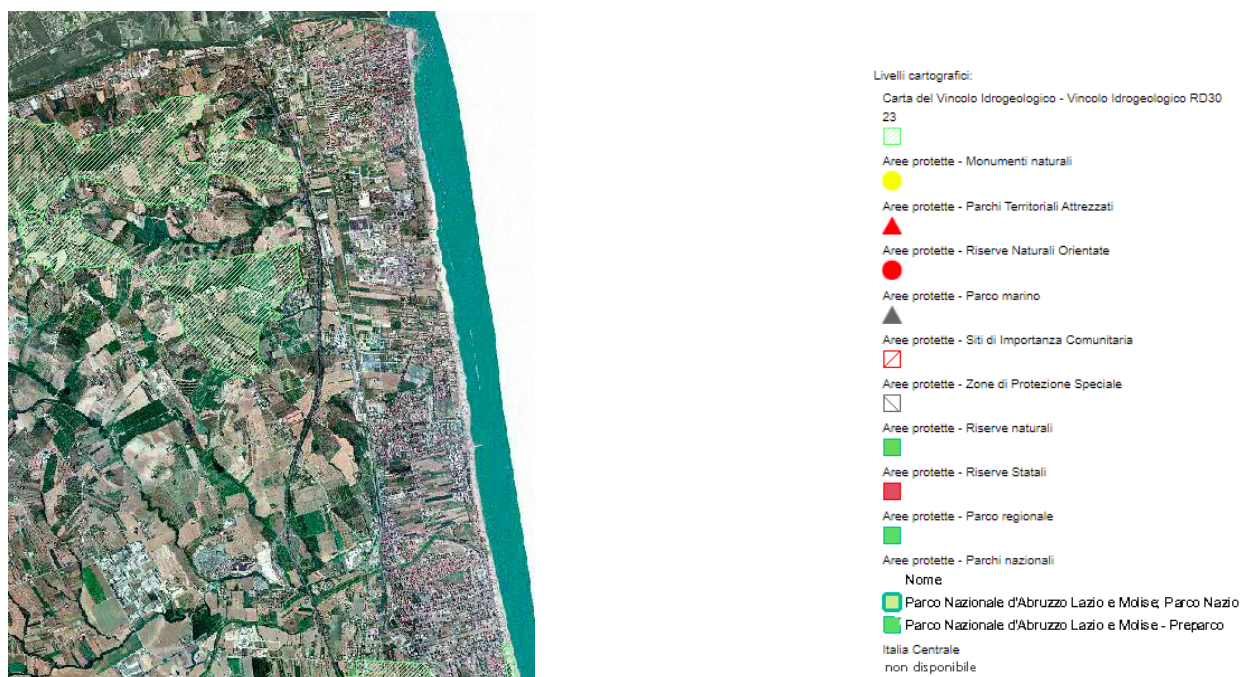 Livelli cartografici:
Carta del Vincolo Idrogeologico - Vincolo Idrogeologico RD30
23
Aree protette - Monumenti naturali
Aree protette - Parchi Territoriali Attrezzati
Aree protette - Riserve Naturali Orientate
Aree protette - Parco marino
Aree protette - Siti di Importanza Comunitaria
Aree protette - Zone di Protezione Speciale
Aree protette - Riserve naturali
Aree protette - Riserve Statali
Aree protette - Parco regionale
Aree protette - Parchi nazionali
Nome
Parco Nazionale d'Abruzzo Lazio e Molise; Parco Nazio
Parco Nazionale d'Abruzzo Lazio e Molise - Preparco
Italia Centrale
non disponibile